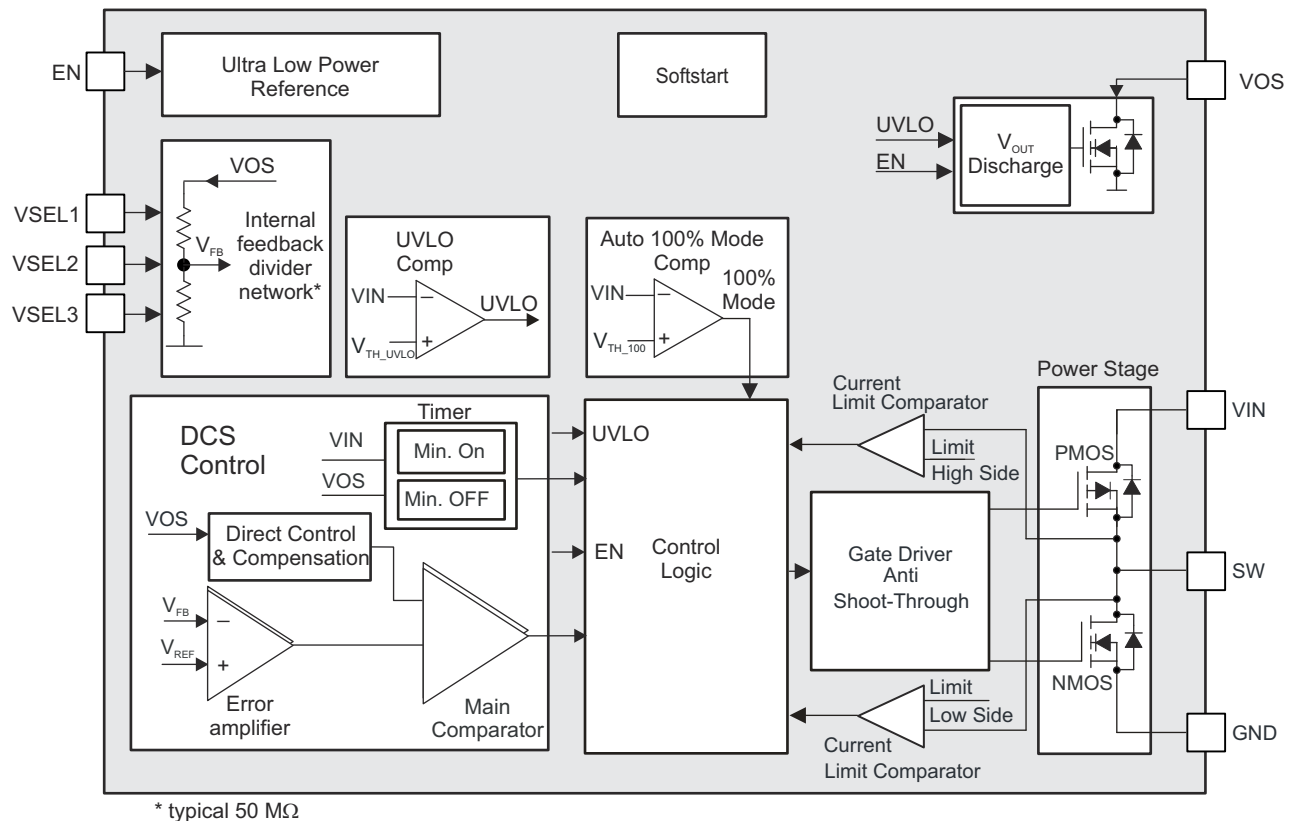 EN
Ultra Low Power
Reference
Softstart
VOS
UVLO
EN
V_OUT
Discharge
VSEL1
VSEL2
VSEL3
VOS
V_FB
Internal
feedback
divider
network*
UVLO
Comp
VIN
−
V_TH_UVLO
+
UVLO
Auto 100% Mode
Comp
100%
Mode
VIN
−
V_TH_100
+
DCS
Control
Timer
VIN
Min. On
VOS
Min. OFF
VOS
Direct Control
& Compensation
V_FB
−
V_REF
+
Error
amplifier
Main
Comparator
UVLO
EN
Control
Logic
Current
Limit Comparator
Limit
High Side
Gate Driver
Anti
Shoot-Through
Limit
Low Side
Current
Limit Comparator
Power Stage
PMOS
NMOS
VIN
SW
GND
* typical 50 MΩ